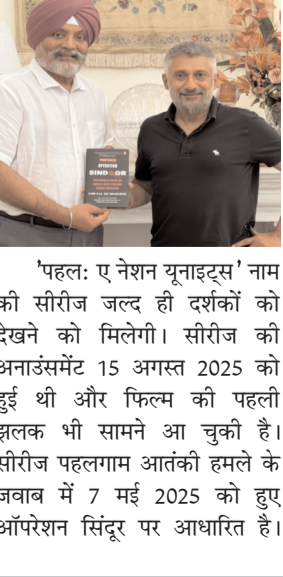 OPERATION
SINDOOR
'पहल: ए नेशन यूनाइट्स' नाम
की सीरीज जल्द ही दर्शकों को
देखने को मिलेगी। सीरीज की
अनाउंसमेंट 15 अगस्त 2025 को
हुई थी और फिल्म की पहली
झलक भी सामने आ चुकी है।
सीरीज पहलगाम आतंकी हमले के
जवाब में 7 मई 2025 को हुए
ऑपरेशन सिंदूर पर आधारित है।